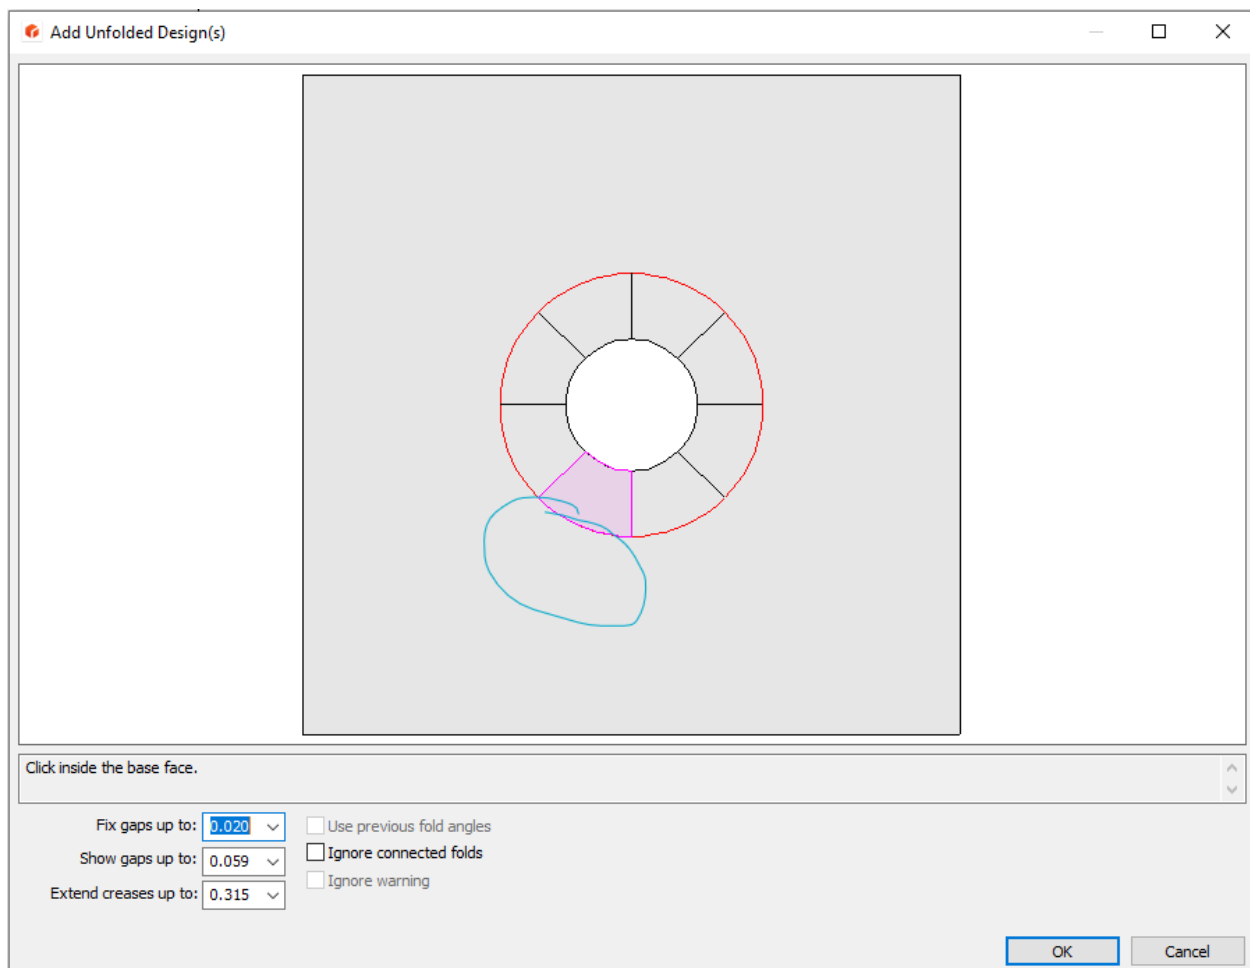 Add Unfolded Design(s)
Click inside the base face.
Fix gaps up to: 0.020
Use previous fold angles
Show gaps up to: 0.059
Ignore connected folds
Extend creases up to: 0.315
Ignore warning
OK
Cancel